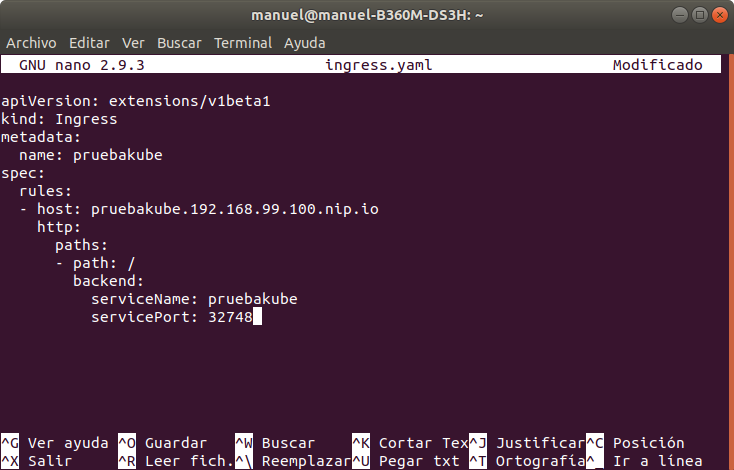 manuel@manuel-B360M-DS3H: ~
Archivo Editar Ver Buscar Terminal Ayuda
GNU nano 2.9.3 ingress.yaml Modificado
apiVersion: extensions/v1beta1
kind: Ingress
metadata:
  name: pruebakube
spec:
  rules:
  - host: pruebakube.192.168.99.100.nip.io
    http:
      paths:
      - path: /
        backend:
          serviceName: pruebakube
          servicePort: 32748
^G Ver ayuda ^O Guardar ^W Buscar ^K Cortar Tex ^J Justificar ^C Posición
^X Salir ^R Leer fich. ^\ Reemplazar ^U Pegar txt ^T Ortografía ^_ Ir a línea